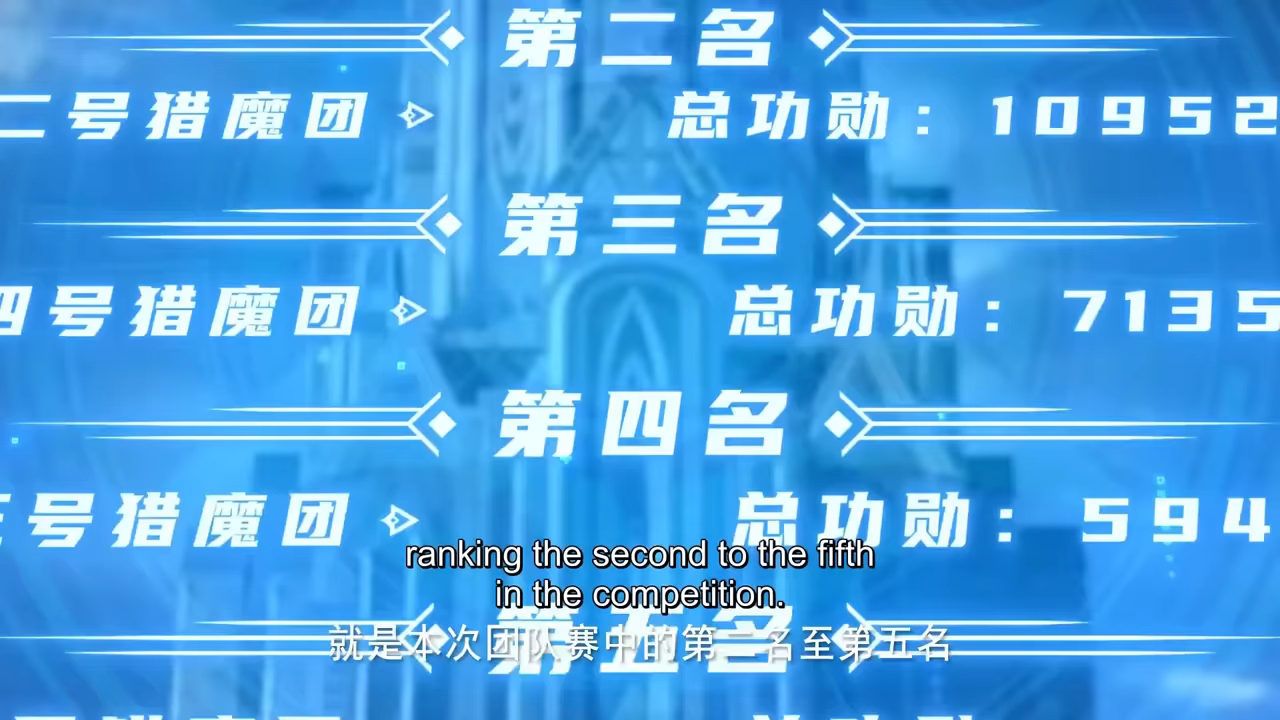 第二名
二号猎魔团 总功勋：10952
第三名
四号猎魔团 总功勋：7135
第四名
号猎魔团 总功勋：594
ranking the second to the fifth
in the competition.
第五名
就是本次团队赛中的第二名至第五名